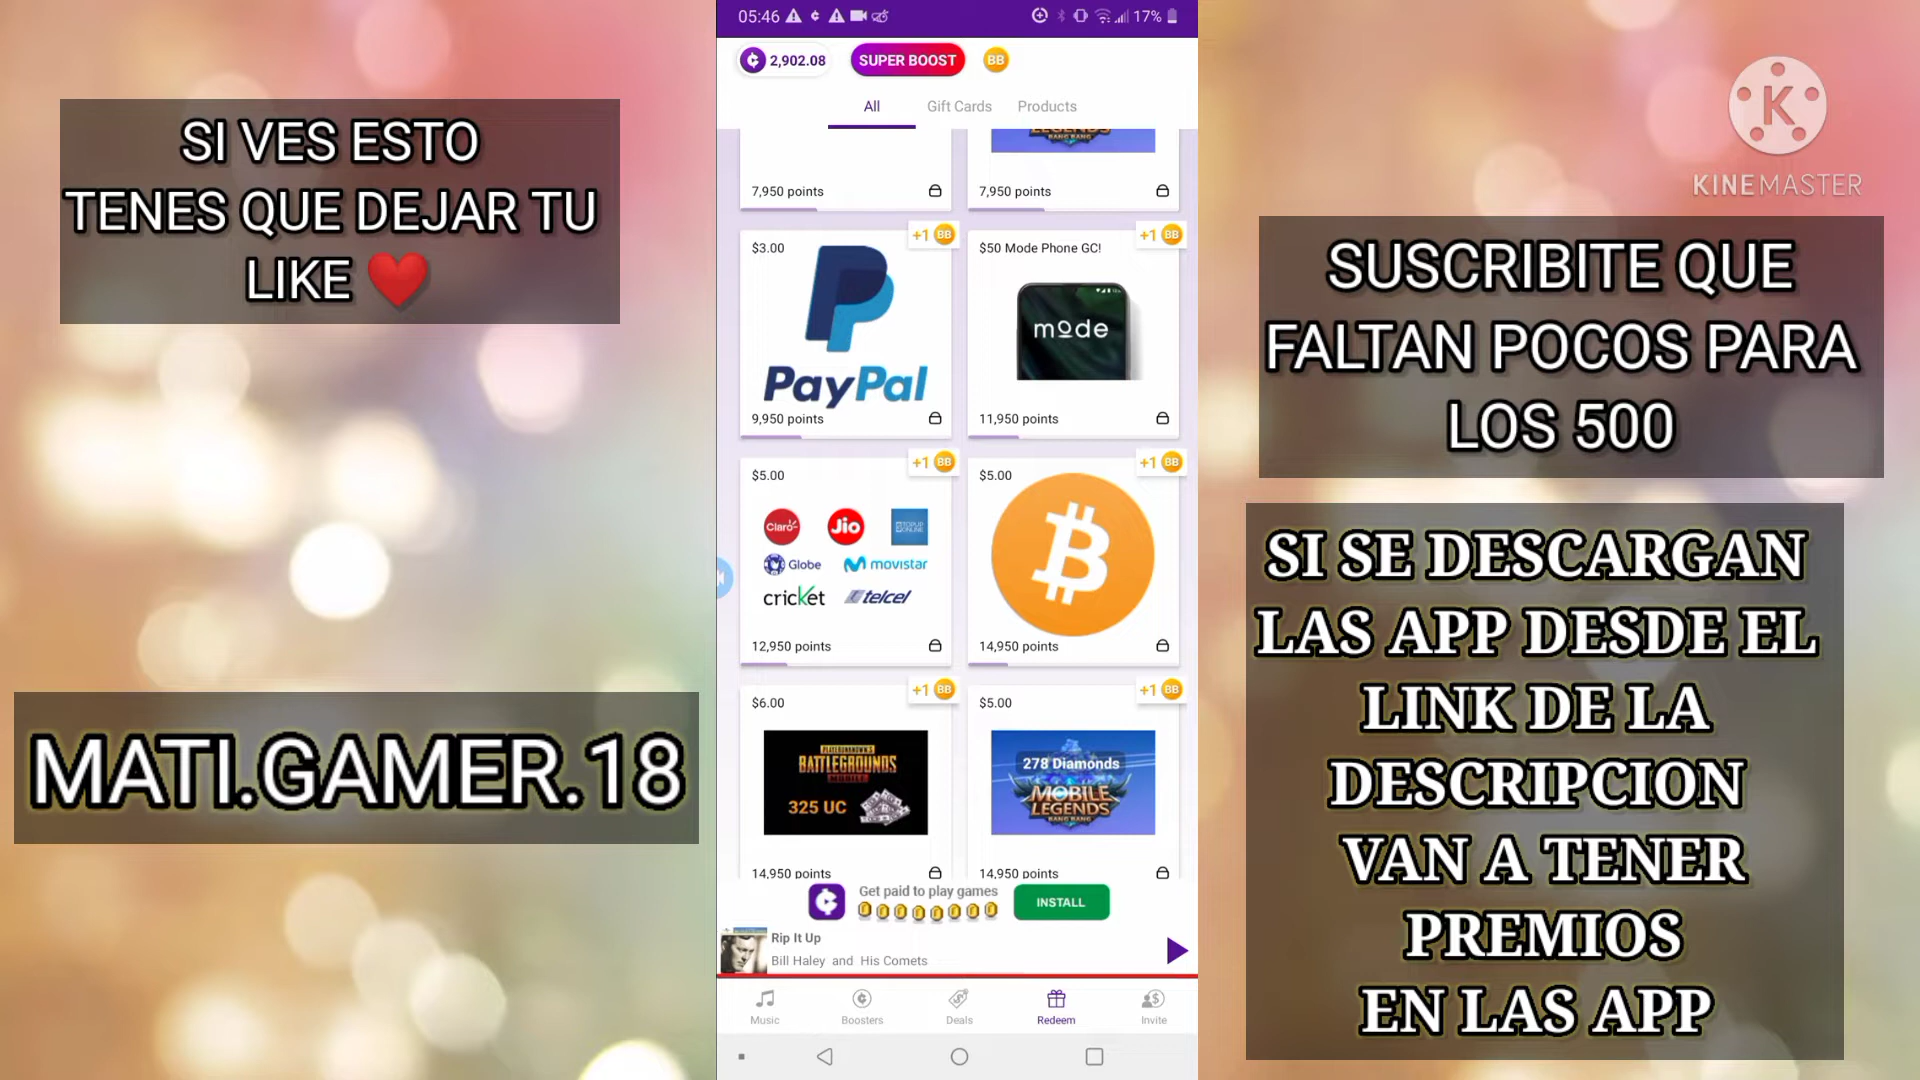 SI VES ESTO
TENES QUE DEJAR TU
LIKE ❤️
MATI.GAMER.18
05:46
17%
2,902.08
SUPER BOOST
BB
All
Gift Cards
Products
LEGENDS
BANG BANG
7,950 points
7,950 points
+1 BB
+1 BB
$3.00
$50 Mode Phone GC!
PayPal
mode
9,950 points
11,950 points
+1 BB
+1 BB
$5.00
$5.00
Claro
Jio
Globe
movistar
cricket
telcel
12,950 points
14,950 points
+1 BB
+1 BB
$6.00
$5.00
PLAYERUNKNOWN'S
BATTLEGROUNDS
MOBILE
325 UC
278 Diamonds
MOBILE
LEGENDS
BANG BANG
14,950 points
14,950 points
Get paid to play games
INSTALL
Rip It Up
Bill Haley and His Comets
Music
Boosters
Deals
Redeem
Invite
K
KINEMASTER
SUSCRIBITE QUE
FALTAN POCOS PARA
LOS 500
SI SE DESCARGAN
LAS APP DESDE EL
LINK DE LA
DESCRIPCION
VAN A TENER
PREMIOS
EN LAS APP